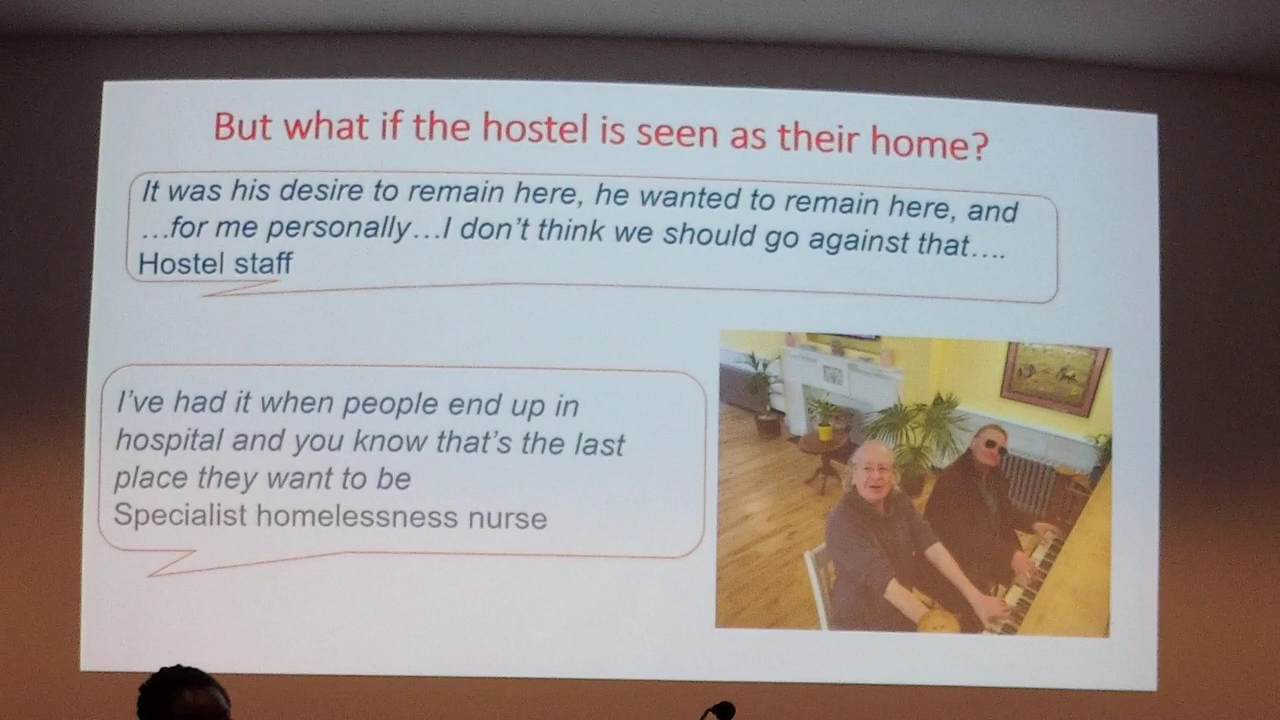 But what if the hostel is seen as their home?
It was his desire to remain here, he wanted to remain here, and
…for me personally…I don't think we should go against that….
Hostel staff
I've had it when people end up in
hospital and you know that's the last
place they want to be
Specialist homelessness nurse